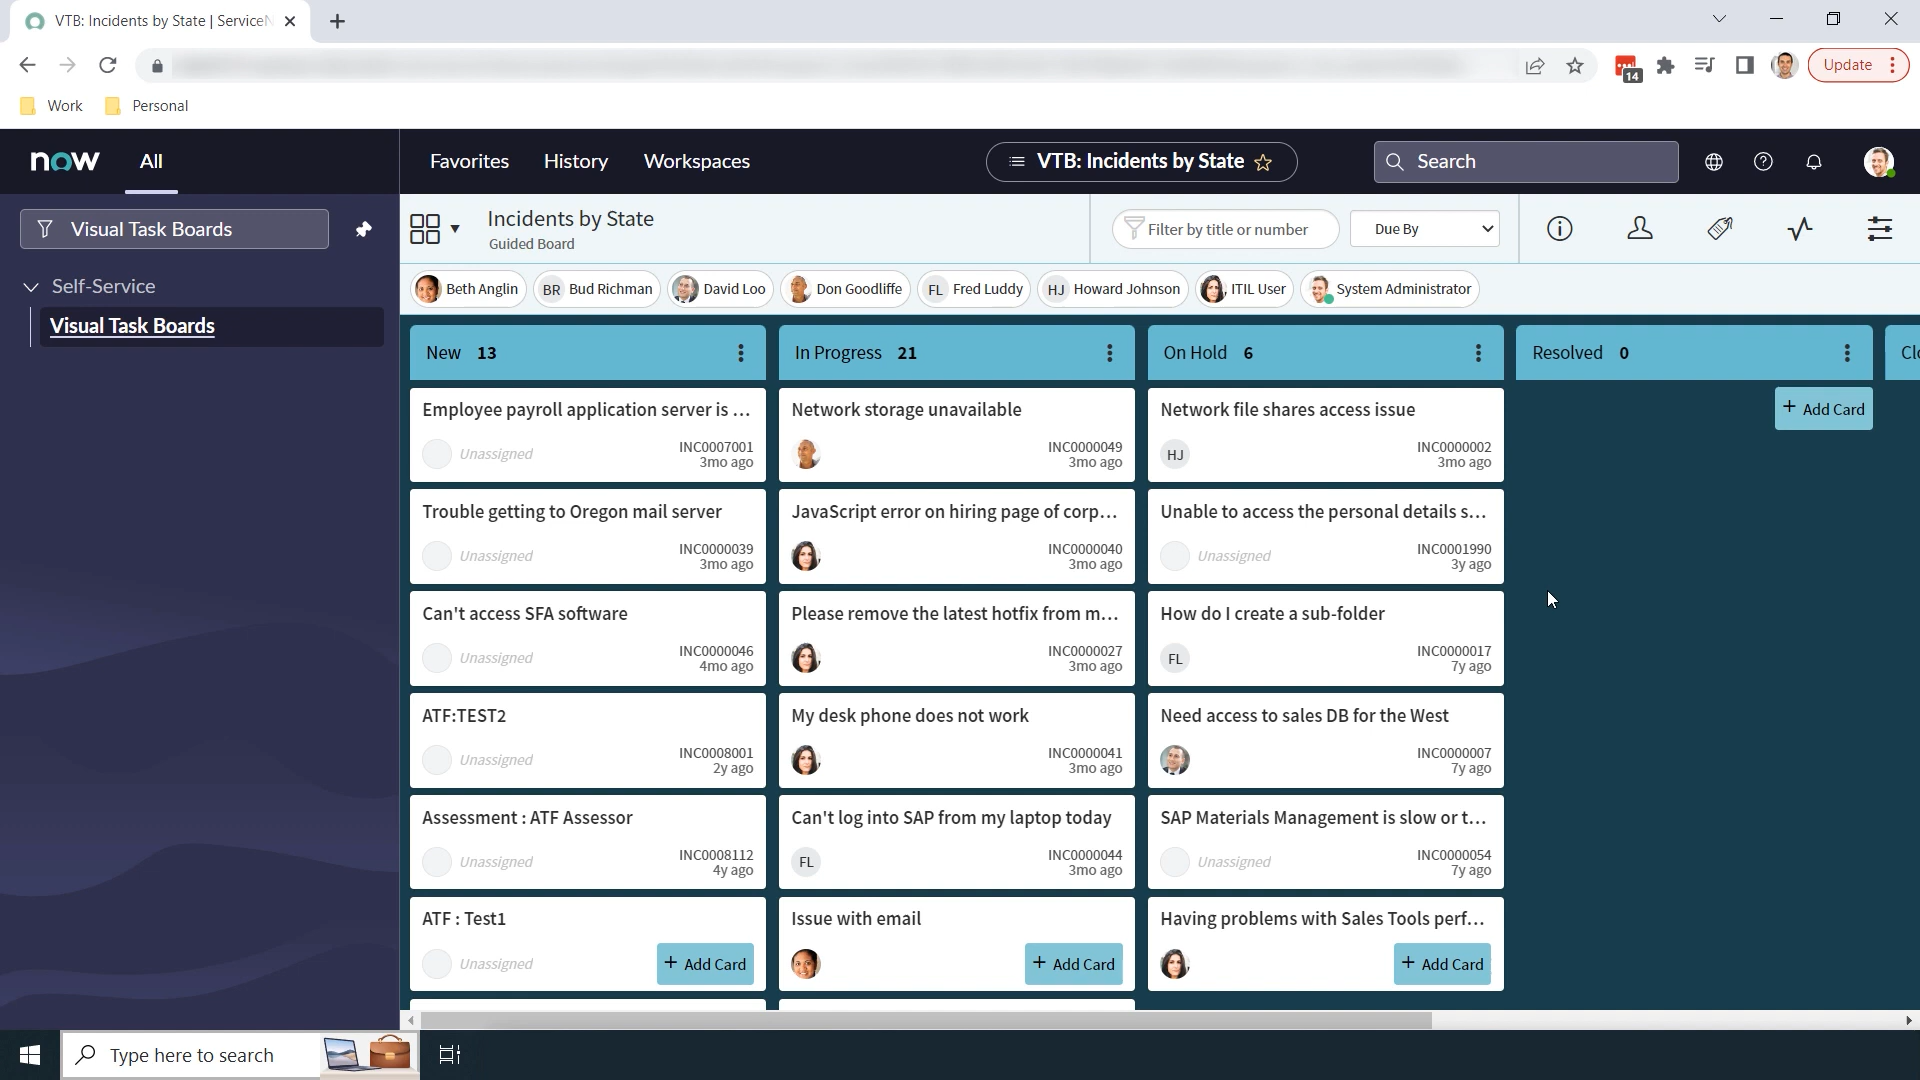 VTB: Incidents by State | Service
14
Update
Work
Personal
now
All
Favorites
History
Workspaces
VTB: Incidents by State
Search
Visual Task Boards
Self-Service
Visual Task Boards
Incidents by State
Guided Board
Filter by title or number
Due By
Beth Anglin
BR Bud Richman
David Loo
Don Goodliffe
FL Fred Luddy
HJ Howard Johnson
ITIL User
System Administrator
New 13
Employee payroll application server is ...
Unassigned
INC0007001
3mo ago
Trouble getting to Oregon mail server
Unassigned
INC0000039
3mo ago
Can't access SFA software
Unassigned
INC0000046
4mo ago
ATF:TEST2
Unassigned
INC0008001
2y ago
Assessment : ATF Assessor
Unassigned
INC0008112
4y ago
ATF : Test1
Unassigned
+ Add Card
In Progress 21
Network storage unavailable
INC0000049
3mo ago
JavaScript error on hiring page of corp...
INC0000040
3mo ago
Please remove the latest hotfix from m...
INC0000027
3mo ago
My desk phone does not work
INC0000041
3mo ago
Can't log into SAP from my laptop today
FL
INC0000044
3mo ago
Issue with email
+ Add Card
On Hold 6
Network file shares access issue
HJ
INC0000002
3mo ago
Unable to access the personal details s...
Unassigned
INC0001990
3y ago
How do I create a sub-folder
FL
INC0000017
7y ago
Need access to sales DB for the West
INC0000007
7y ago
SAP Materials Management is slow or t...
Unassigned
INC0000054
7y ago
Having problems with Sales Tools perf...
+ Add Card
Resolved 0
+ Add Card
Clo
Type here to search